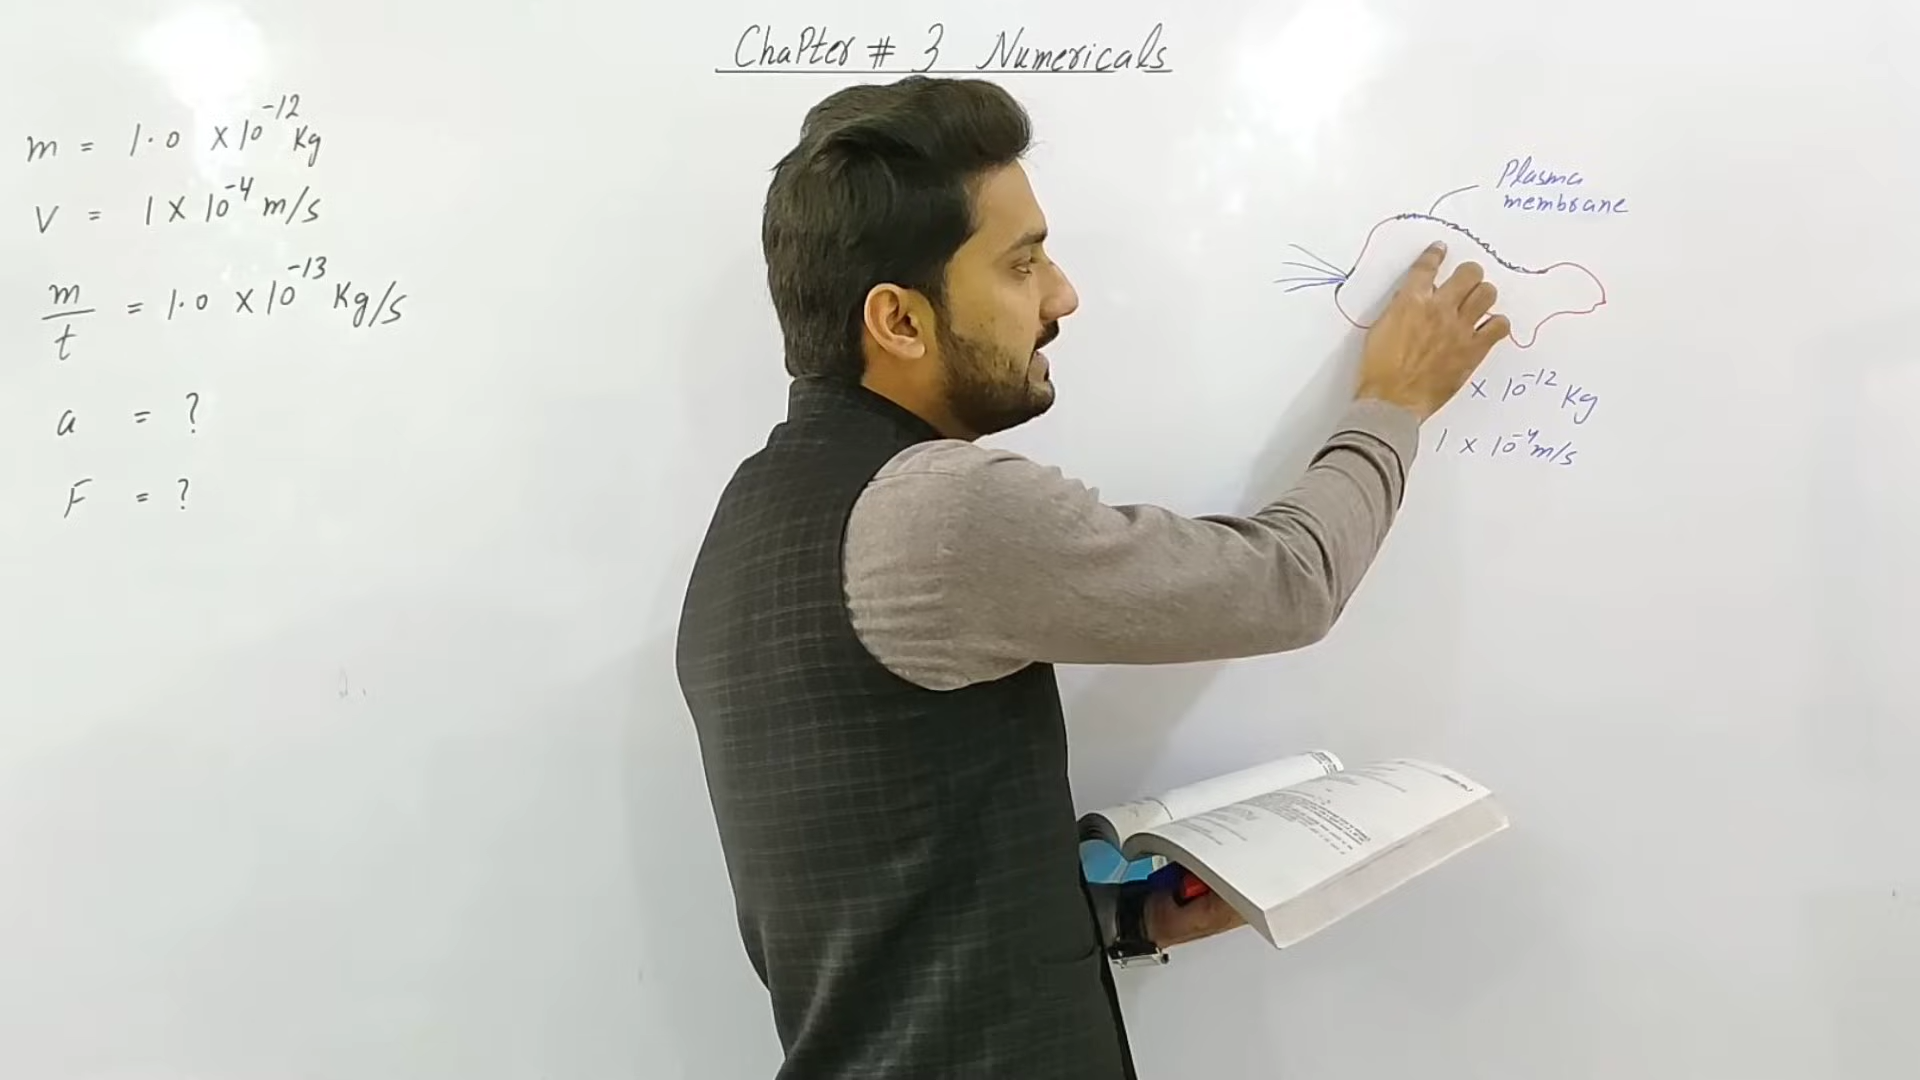 Chapter # 3 Numericals
m = 1.0 × 10⁻¹² Kg
V = 1 × 10⁻⁴ m/s
m/t = 1.0 × 10⁻¹³ Kg/s
a = ?
F = ?
Plasma
membrane
× 10⁻¹² Kg
1 × 10⁻⁴ m/s